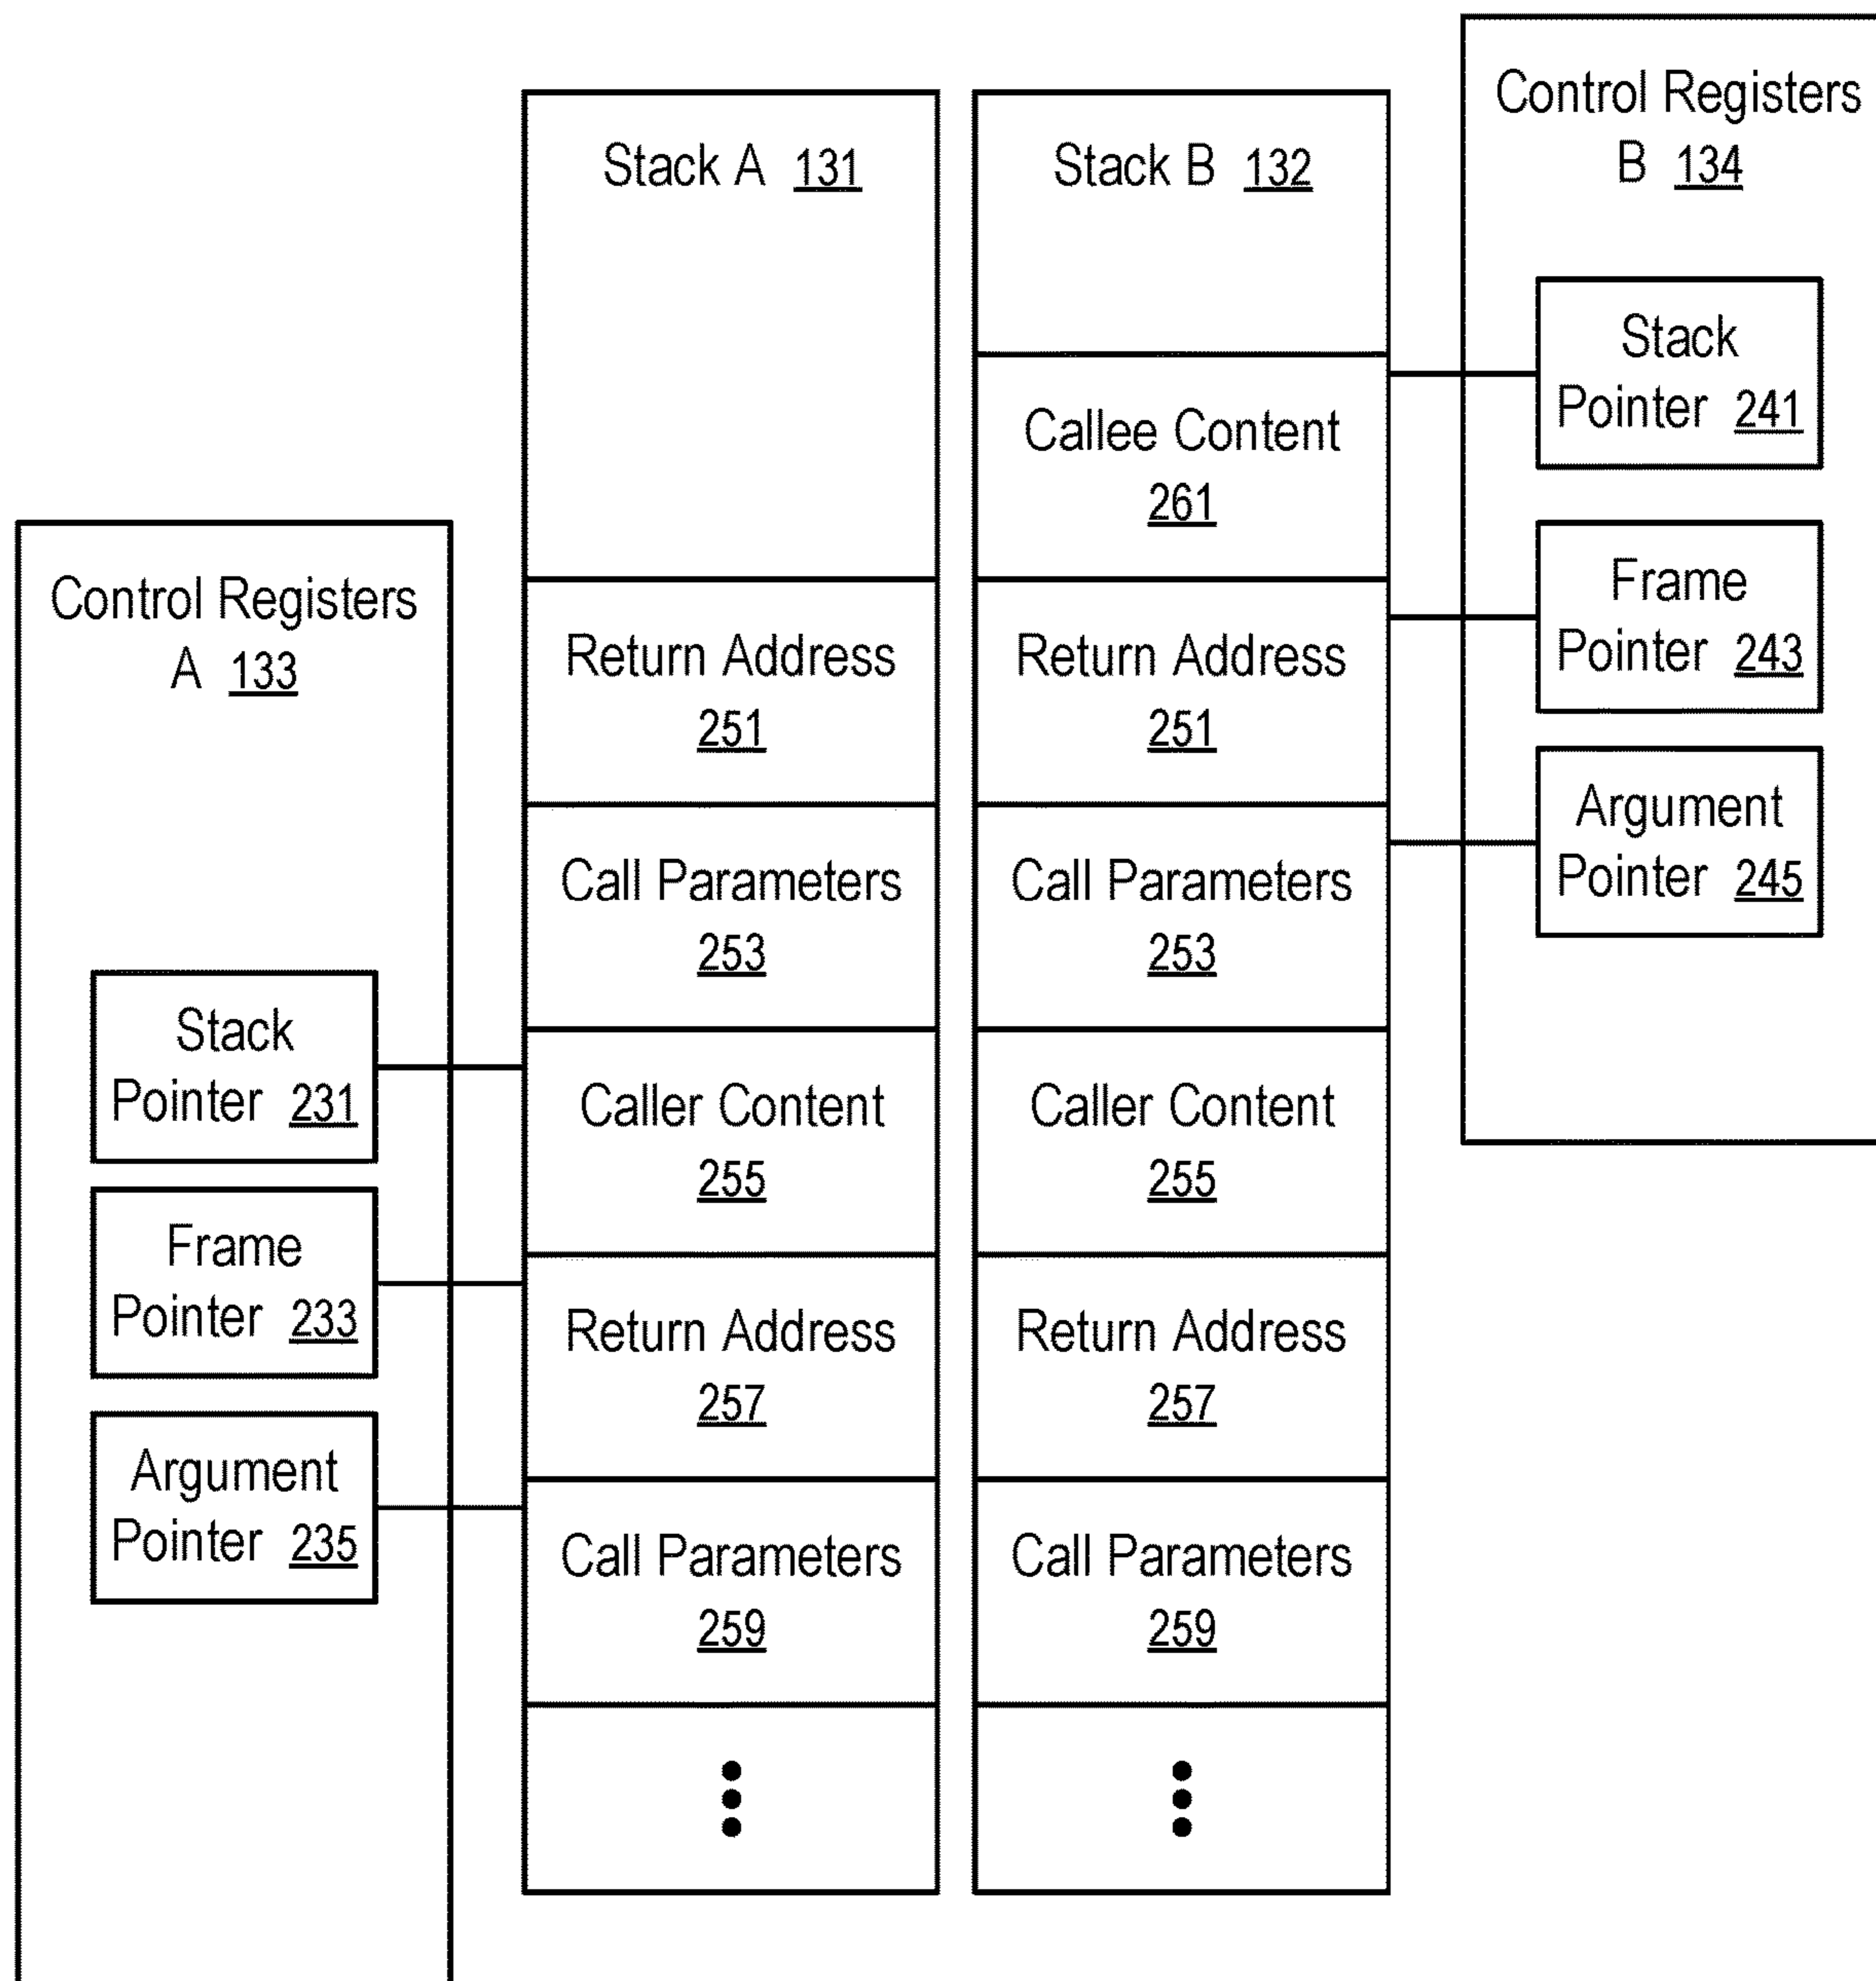 Control Registers
A 133
Stack
Pointer 231
Frame
Pointer 233
Argument
Pointer 235
Stack A 131
Return Address
251
Call Parameters
253
Caller Content
255
Return Address
257
Call Parameters
259
Stack B 132
Callee Content
261
Return Address
251
Call Parameters
253
Caller Content
255
Return Address
257
Call Parameters
259
Control Registers
B 134
Stack
Pointer 241
Frame
Pointer 243
Argument
Pointer 245